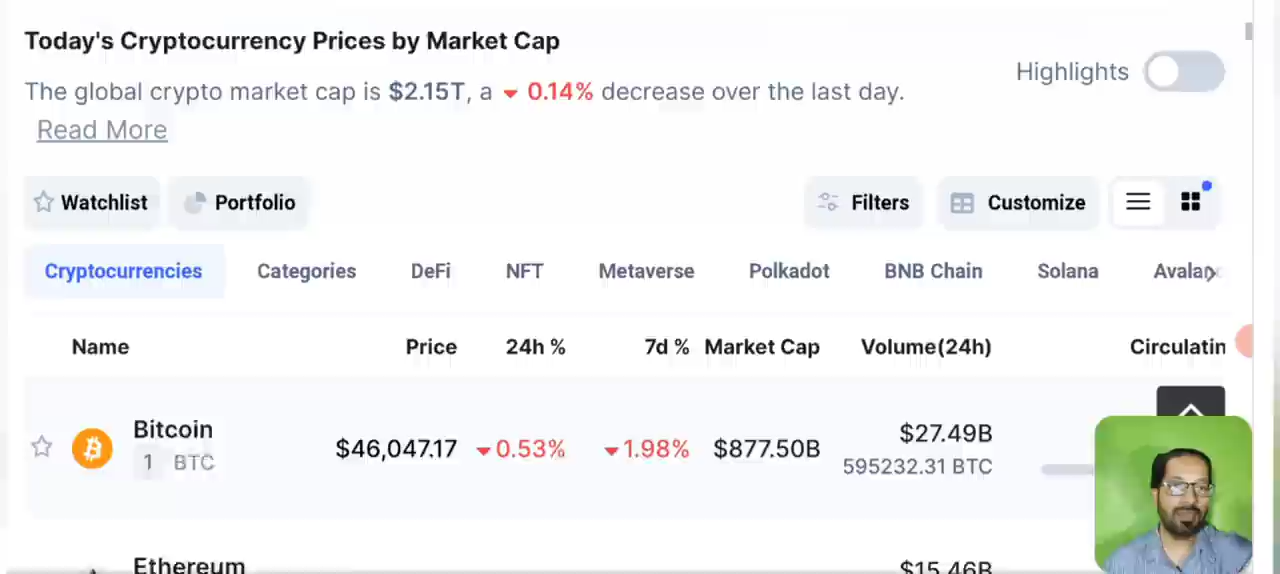 Today's Cryptocurrency Prices by Market Cap
The global crypto market cap is $2.15T, a 0.14% decrease over the last day.
Read More
Highlights
Watchlist Portfolio Filters Customize
Cryptocurrencies Categories DeFi NFT Metaverse Polkadot BNB Chain Solana
Name Price 24h % 7d % Market Cap Volume(24h) Circulatin
Bitcoin
1 BTC
$46,047.17 0.53% 1.98% $877.50B
$27.49B
595232.31 BTC
Ethereum
$15.46B